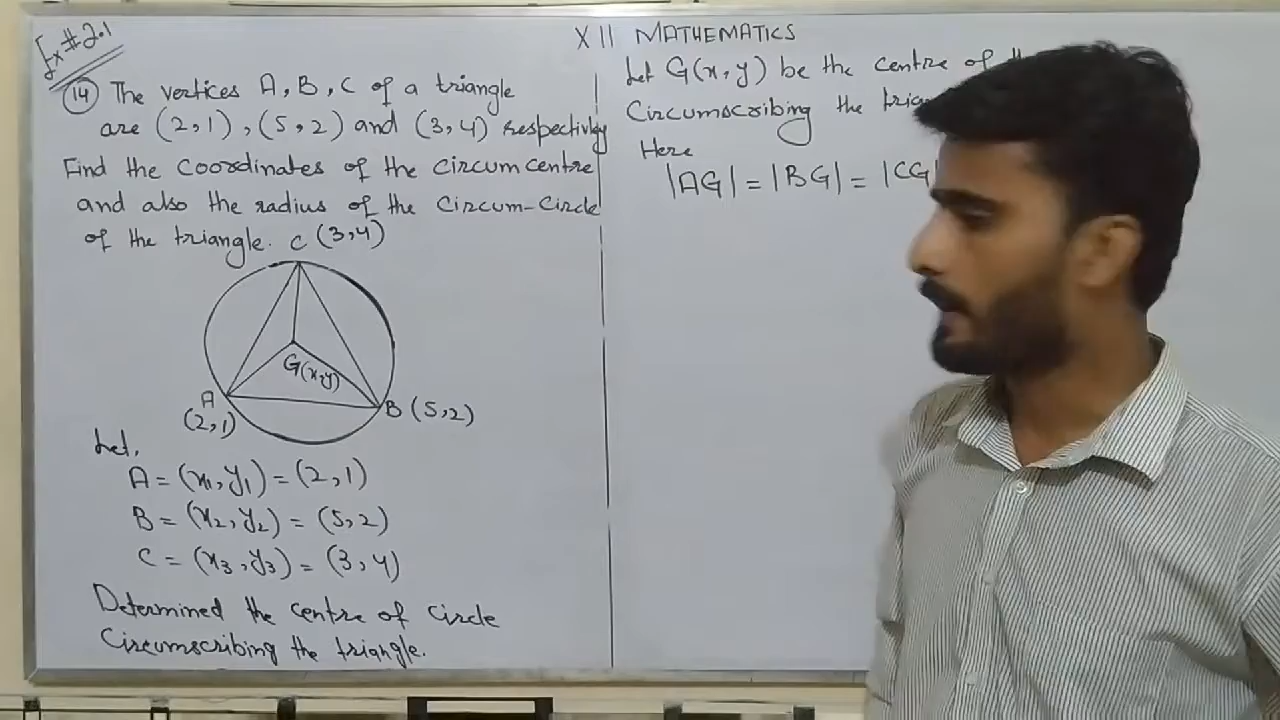 Ex # 2.1
XII MATHEMATICS
14 The vertices A, B, C of a triangle
are (2,1), (5,2) and (3,4) respectivley
Find the coordinates of the circum centre
and also the radius of the circum-circle
of the triangle.
C (3,4)
G(x,y)
A
(2,1)
B (5,2)
Let,
A = (x1, y1) = (2,1)
B = (x2, y2) = (5,2)
C = (x3, y3) = (3,4)
Determined the centre of circle
Circumscribing the triangle.
Let G(x,y) be the centre of
Circumscribing the
Here
|AG| = |BG| = |CG|